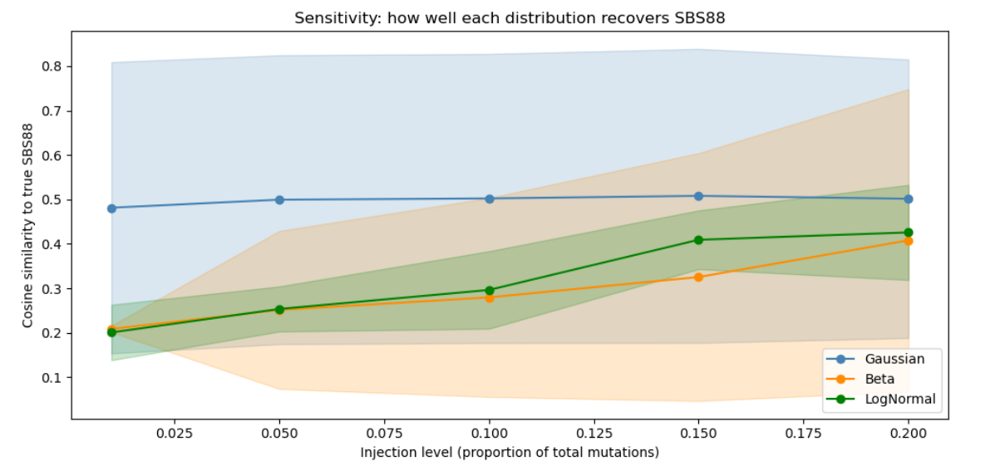 Sensitivity: how well each distribution recovers SBS88
Cosine similarity to true SBS88
0.8
0.7
0.6
0.5
0.4
0.3
0.2
0.1
Gaussian
Beta
LogNormal
0.025 0.050 0.075 0.100 0.125 0.150 0.175 0.200
Injection level (proportion of total mutations)